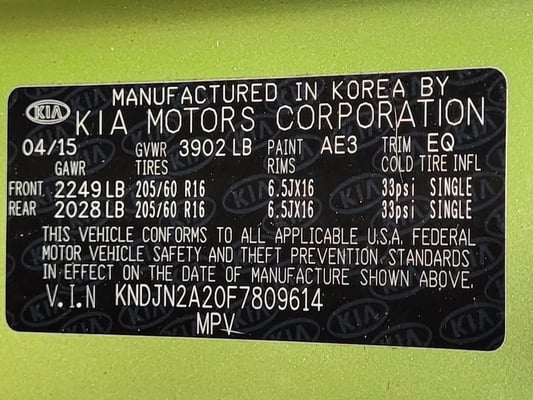 MANUFACTURED IN KOREA BY
KIA KIA MOTORS CORPORATION
04/15 GVWR 3902 LB PAINT AE3 TRIM EQ
GAWR TIRES RIMS COLD TIRE INFL
FRONT 2249 LB 205/60 R16 6.5JX16 33psi SINGLE
REAR 2028 LB 205/60 R16 6.5JX16 33psi SINGLE
THIS VEHICLE CONFORMS TO ALL APPLICABLE U.S.A. FEDERAL
MOTOR VEHICLE SAFETY AND THEFT PREVENTION STANDARDS
IN EFFECT ON THE DATE OF MANUFACTURE SHOWN ABOVE.
V.I.N KNDJN2A20F7809614
MPV